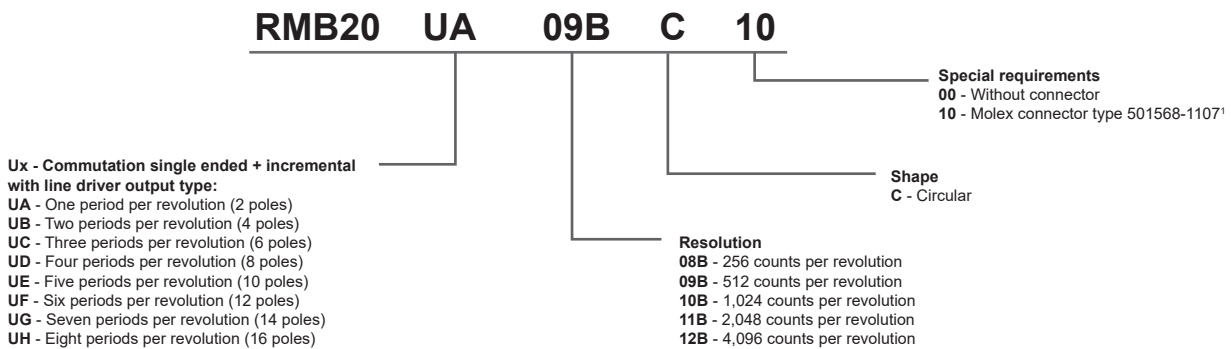 RMB20 UA 09B C 10
Special requirements
00 - Without connector
10 - Molex connector type 501568-1107¹
Ux - Commutation single ended + incremental
with line driver output type:
UA - One period per revolution (2 poles)
UB - Two periods per revolution (4 poles)
UC - Three periods per revolution (6 poles)
UD - Four periods per revolution (8 poles)
UE - Five periods per revolution (10 poles)
UF - Six periods per revolution (12 poles)
UG - Seven periods per revolution (14 poles)
UH - Eight periods per revolution (16 poles)
Shape
C - Circular
Resolution
08B - 256 counts per revolution
09B - 512 counts per revolution
10B - 1,024 counts per revolution
11B - 2,048 counts per revolution
12B - 4,096 counts per revolution